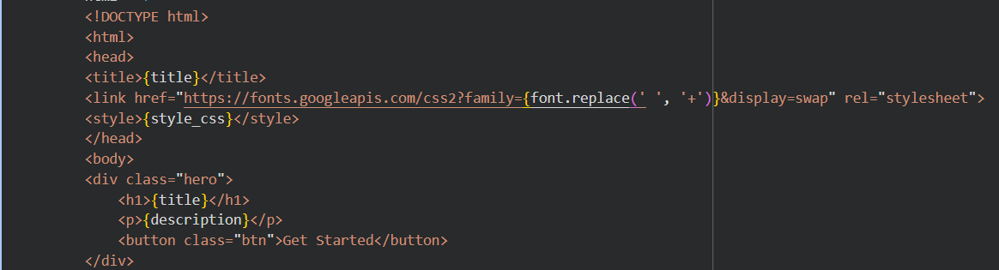 <!DOCTYPE html>
<html>
<head>
<title>{title}</title>
<link href="https://fonts.googleapis.com/css2?family={font.replace(' ', '+')}&display=swap" rel="stylesheet">
<style>{style_css}</style>
</head>
<body>
<div class="hero">
    <h1>{title}</h1>
    <p>{description}</p>
    <button class="btn">Get Started</button>
</div>